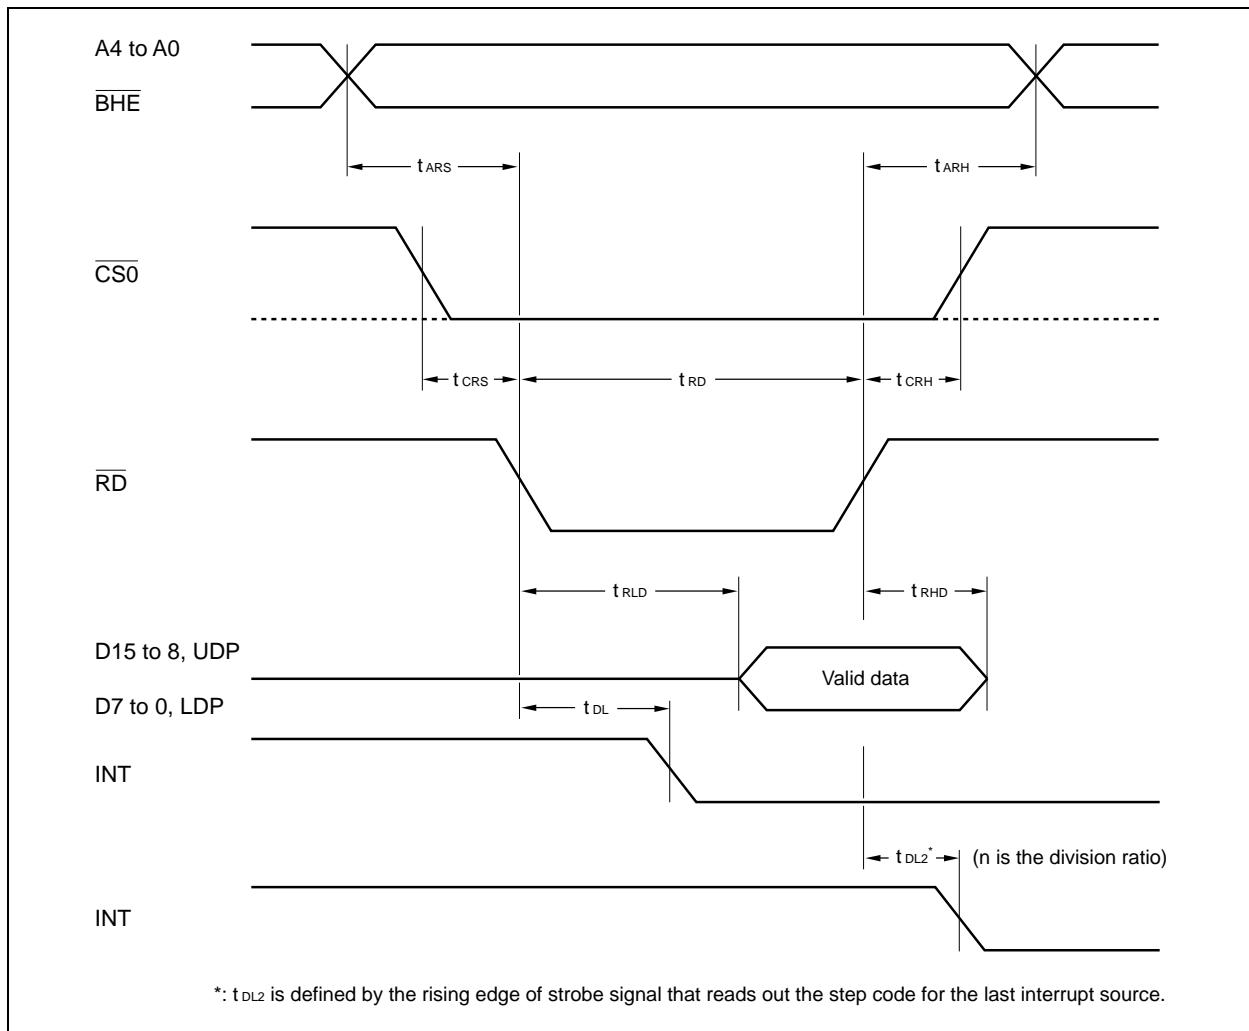 A4 to A0
BHE
tARS
tARH
CS0
tCRS
tRD
tCRH
RD
tRLD
tRHD
D15 to 8, UDP
Valid data
D7 to 0, LDP
tDL
INT
tDL2* (n is the division ratio)
INT
*: tDL2 is defined by the rising edge of strobe signal that reads out the step code for the last interrupt source.